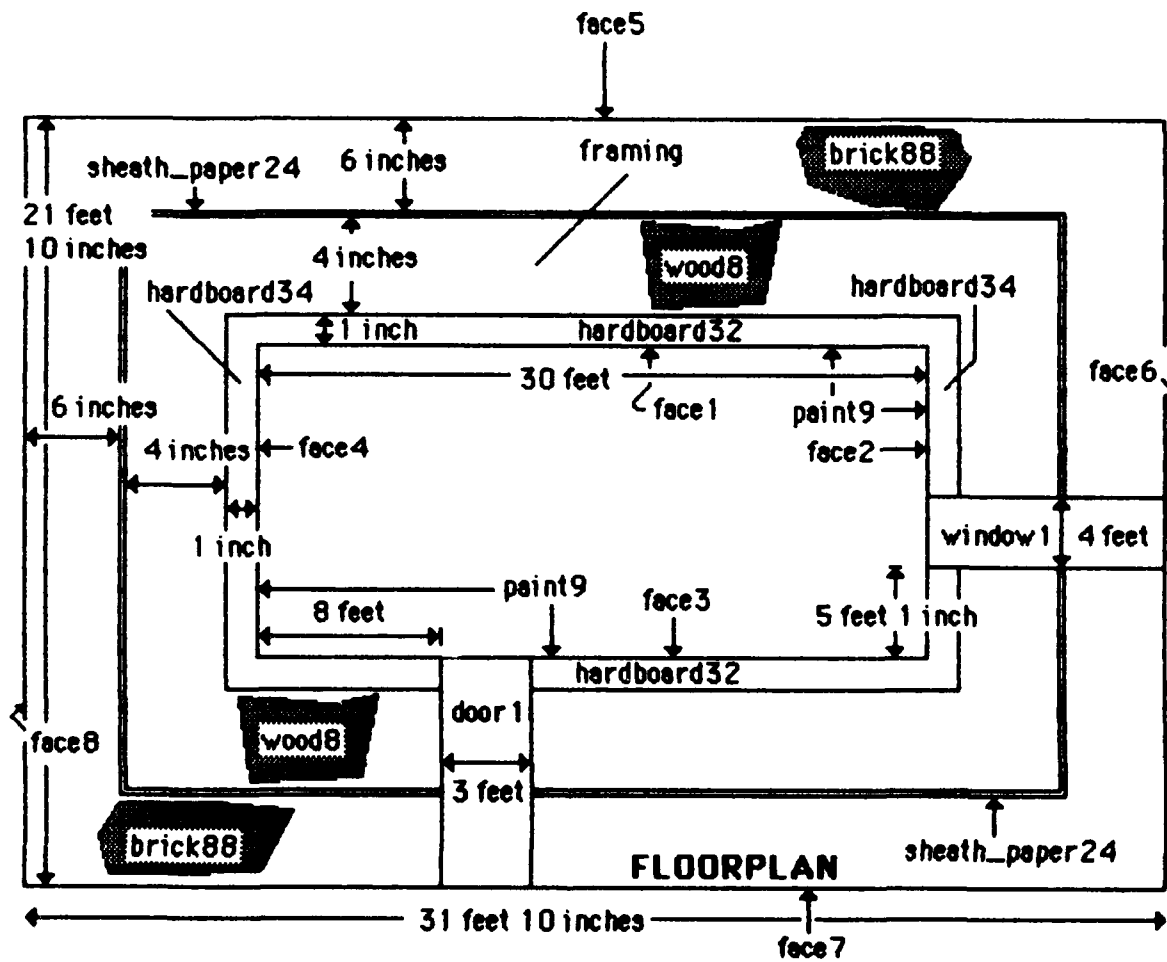 face5
6 inches
framing
brick88
sheath_paper24
21 feet
10 inches
4 inches
wood8
hardboard34
hardboard34
1 inch
hardboard32
30 feet
face6
6 inches
face1
paint9
4 inches
face4
face2
1 inch
window1
4 feet
paint9
8 feet
face3
5 feet 1 inch
hardboard32
door1
face8
wood8
3 feet
brick88
FLOORPLAN
sheath_paper24
31 feet 10 inches
face7